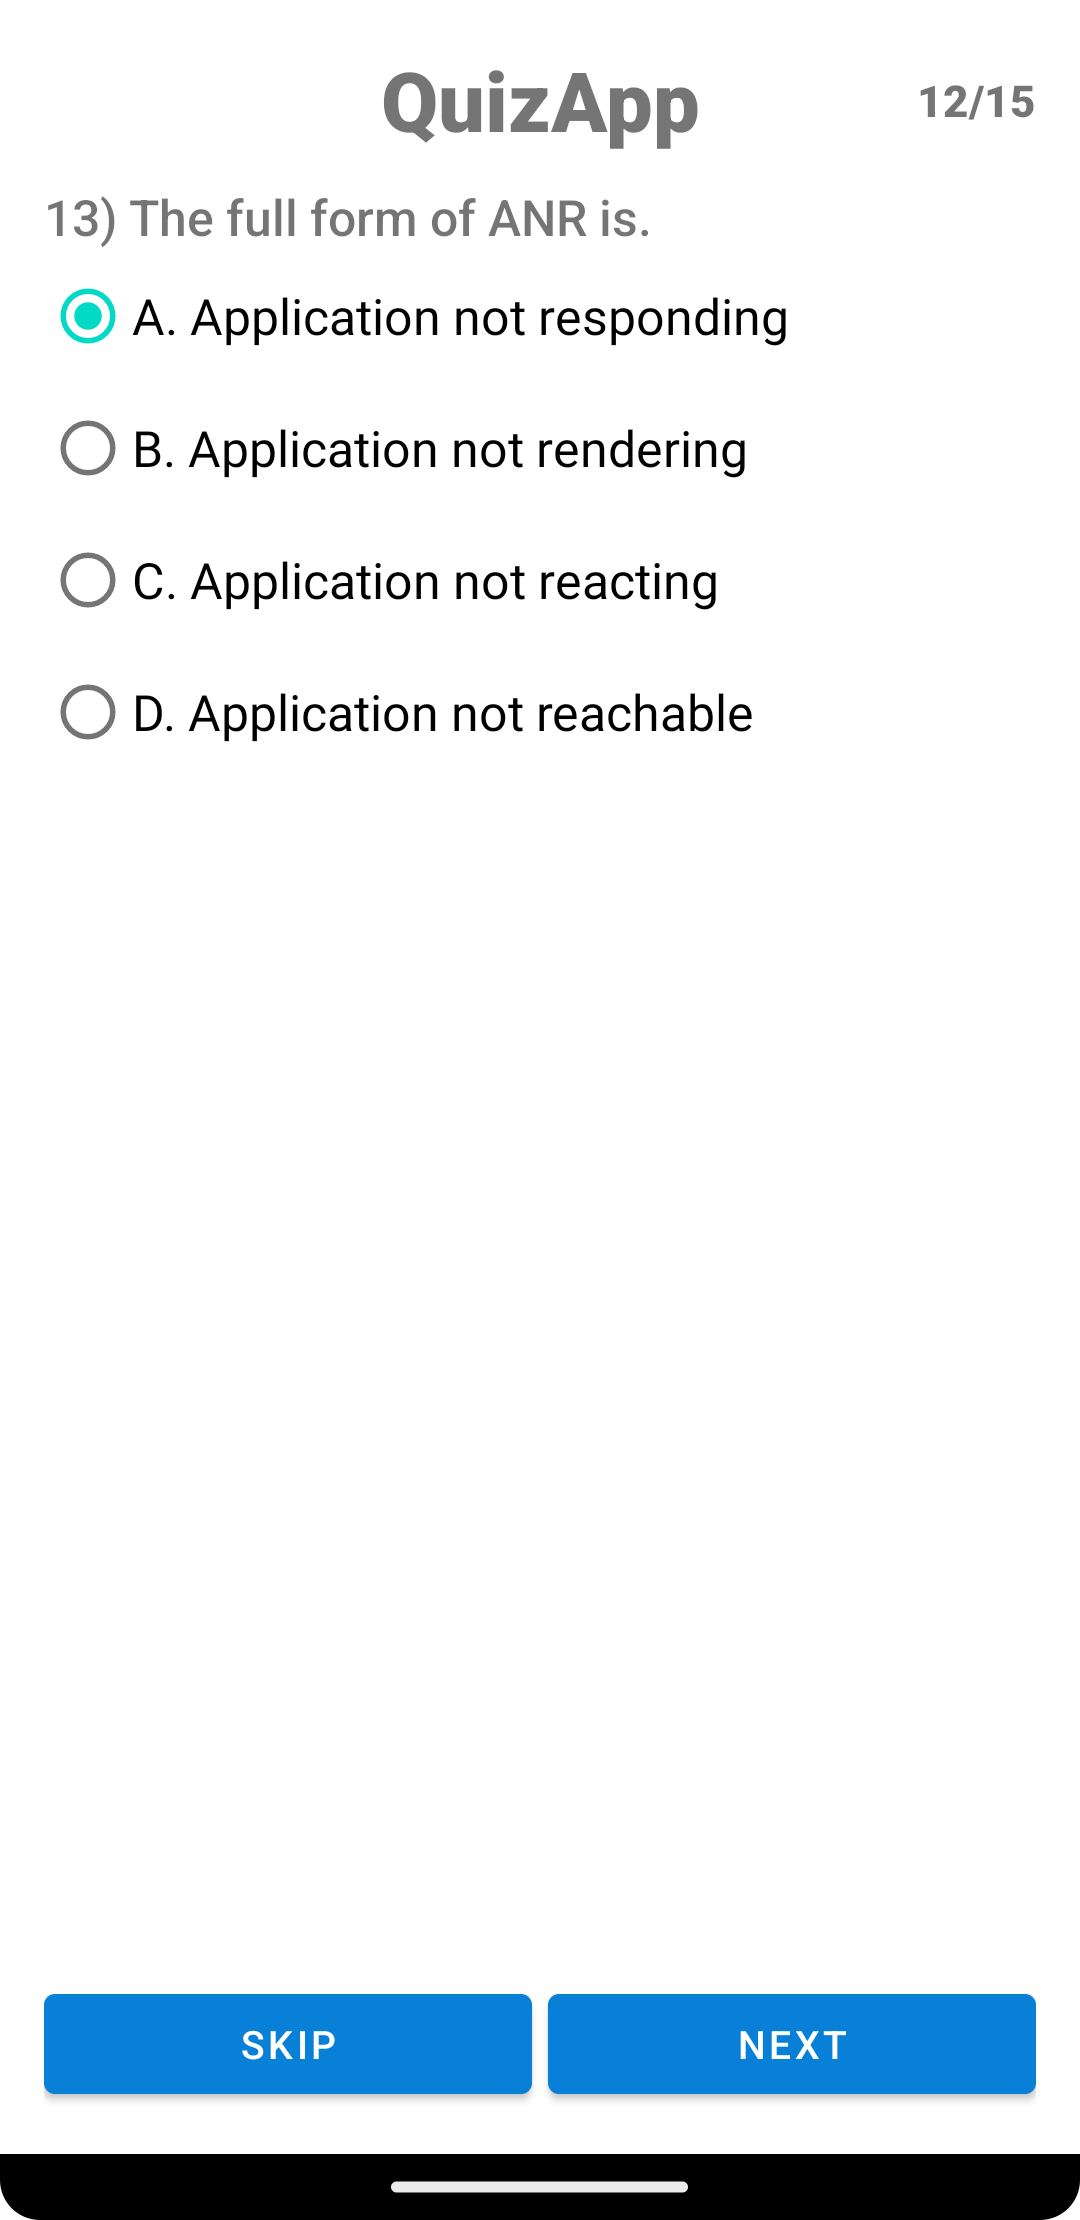 QuizApp
12/15
13) The full form of ANR is.
A. Application not responding
B. Application not rendering
C. Application not reacting
D. Application not reachable
SKIP
NEXT